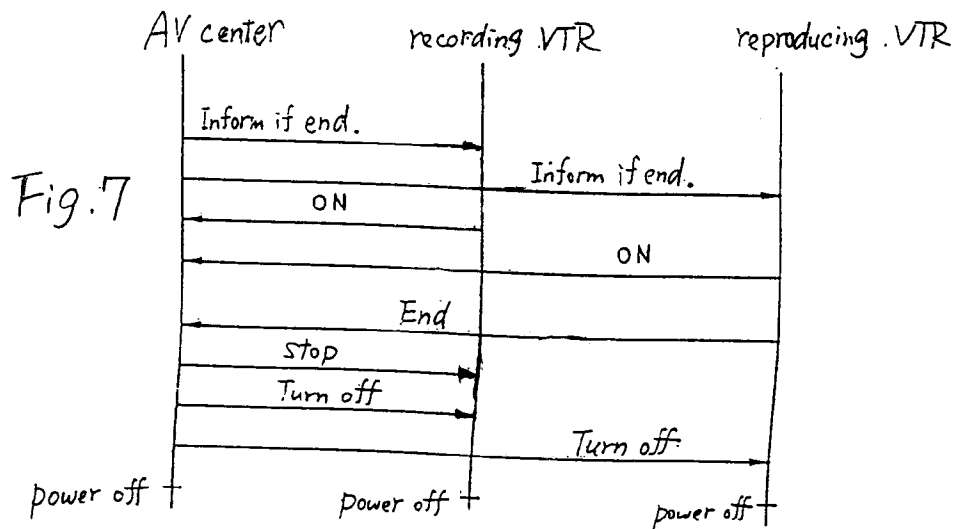 AV center
recording VTR
reproducing VTR
Inform if end.
Inform if end.
Fig.7
ON
ON
End
stop
Turn off
Turn off
power off
power off
power off